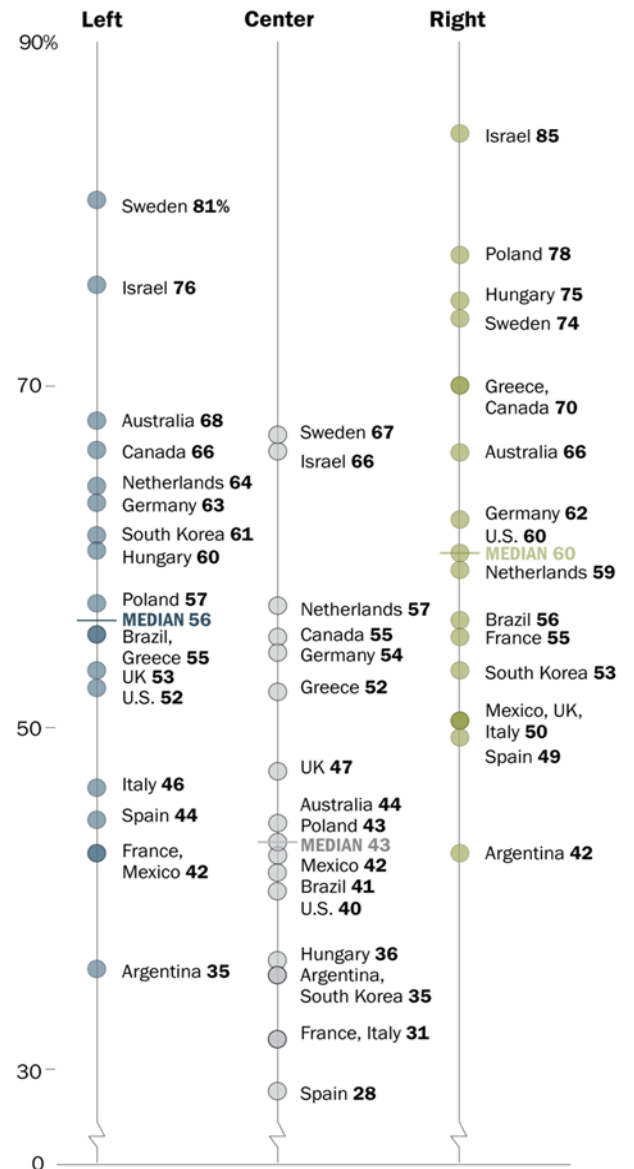 Left
Center
Right
90%
70
50
30
0
Sweden 81%
Israel 76
Australia 68
Canada 66
Netherlands 64
Germany 63
South Korea 61
Hungary 60
Poland 57
MEDIAN 56
Brazil,
Greece 55
UK 53
U.S. 52
Italy 46
Spain 44
France,
Mexico 42
Argentina 35
Sweden 67
Israel 66
Netherlands 57
Canada 55
Germany 54
Greece 52
UK 47
Australia 44
Poland 43
MEDIAN 43
Mexico 42
Brazil 41
U.S. 40
Hungary 36
Argentina,
South Korea 35
France, Italy 31
Spain 28
Israel 85
Poland 78
Hungary 75
Sweden 74
Greece,
Canada 70
Australia 66
Germany 62
U.S. 60
MEDIAN 60
Netherlands 59
Brazil 56
France 55
South Korea 53
Mexico, UK,
Italy 50
Spain 49
Argentina 42